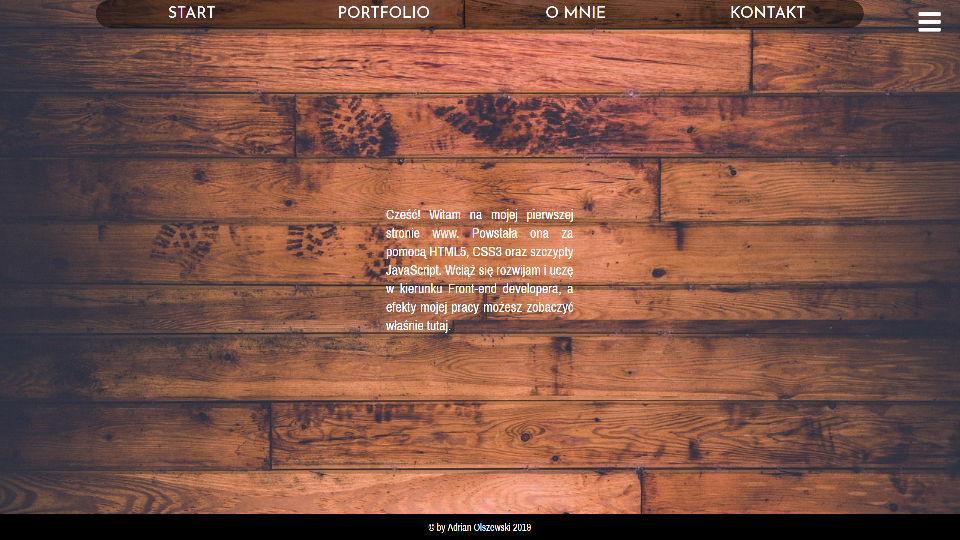 START PORTFOLIO O MNIE KONTAKT
Cześć! Witam na mojej pierwszej
stronie www. Powstała ona za
pomocą HTML5, CSS3 oraz szczypty
JavaScript. Wciąż się rozwijam i uczę
w kierunku Front-end developera, a
efekty mojej pracy możesz zobaczyć
właśnie tutaj.
© by Adrian Olszewski 2019